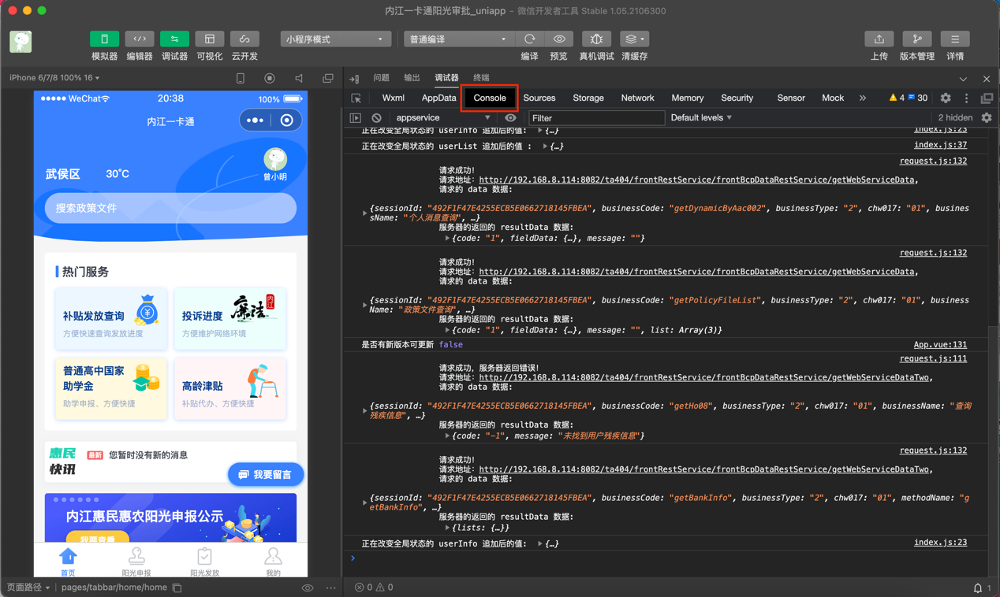 内江一卡通阳光审批_uniapp - 微信开发者工具 Stable 1.05.2106300
模拟器 编辑器 调试器 可视化 云开发
小程序模式
普通编译
编译 预览 真机调试 清缓存
上传 版本管理 详情
iPhone 6/7/8 100% 16
WeChat 20:38 100%
内江一卡通
武侯区 30℃
曾小明
搜索政策文件
热门服务
补贴发放查询
方便快速查询发放进度
投诉进度
方便维护网络环境
廉洁
内江
普通高中国家
助学金
助学申报、方便快捷
高龄津贴
补贴代办、方便快捷
惠民
快讯
最新 您暂时没有新的消息
我要留言
内江惠民惠农阳光申报公示
我要查看
首页 阳光申报 阳光发放 我的
页面路径 | pages/tabbar/home/home
问题 输出 调试器 终端
Wxml AppData Console Sources Storage Network Memory Security Sensor Mock » 4 30
appservice Filter Default levels 2 hidden
正在改变全局状态的 userInfo 追加后的值: {…} index.js:23
正在改变全局状态的 userList 追加后的值 : {…} index.js:37
request.js:132
请求成功!
请求地址: http://192.168.8.114:8082/ta404/frontRestService/frontBcpDataRestService/getWebServiceData,
请求的 data 数据:
{sessionId: "492F1F47E4255ECB5E0662718145FBEA", businessCode: "getDynamicByAac002", businessType: "2", chw017: "01", busines
sName: "个人消息查询", …}
服务器的返回的 resultData 数据:
{code: "1", fieldData: {…}, message: ""}
request.js:132
请求成功!
请求地址: http://192.168.8.114:8082/ta404/frontRestService/frontBcpDataRestService/getWebServiceData,
请求的 data 数据:
{sessionId: "492F1F47E4255ECB5E0662718145FBEA", businessCode: "getPolicyFileList", businessType: "2", chw017: "01", business
Name: "政策文件查询", …}
服务器的返回的 resultData 数据:
{code: "1", fieldData: {…}, message: "", list: Array(3)}
是否有新版本可更新 false App.vue:131
request.js:111
请求成功, 服务器返回错误!
请求地址: http://192.168.8.114:8082/ta404/frontRestService/frontBcpDataRestService/getWebServiceDataTwo,
请求的 data 数据:
{sessionId: "492F1F47E4255ECB5E0662718145FBEA", businessCode: "getHo08", businessType: "2", chw017: "01", businessName: "查询
残疾信息", …}
服务器的返回的 resultData 数据:
{code: "-1", message: "未找到用户残疾信息"}
request.js:132
请求成功!
请求地址: http://192.168.8.114:8082/ta404/frontRestService/frontBcpDataRestService/getWebServiceDataTwo,
请求的 data 数据:
{sessionId: "492F1F47E4255ECB5E0662718145FBEA", businessCode: "getBankInfo", businessType: "2", chw017: "01", methodName: "g
etBankInfo", …}
服务器的返回的 resultData 数据:
{lists: {…}}
正在改变全局状态的 userInfo 追加后的值: {…} index.js:23
0 0
1